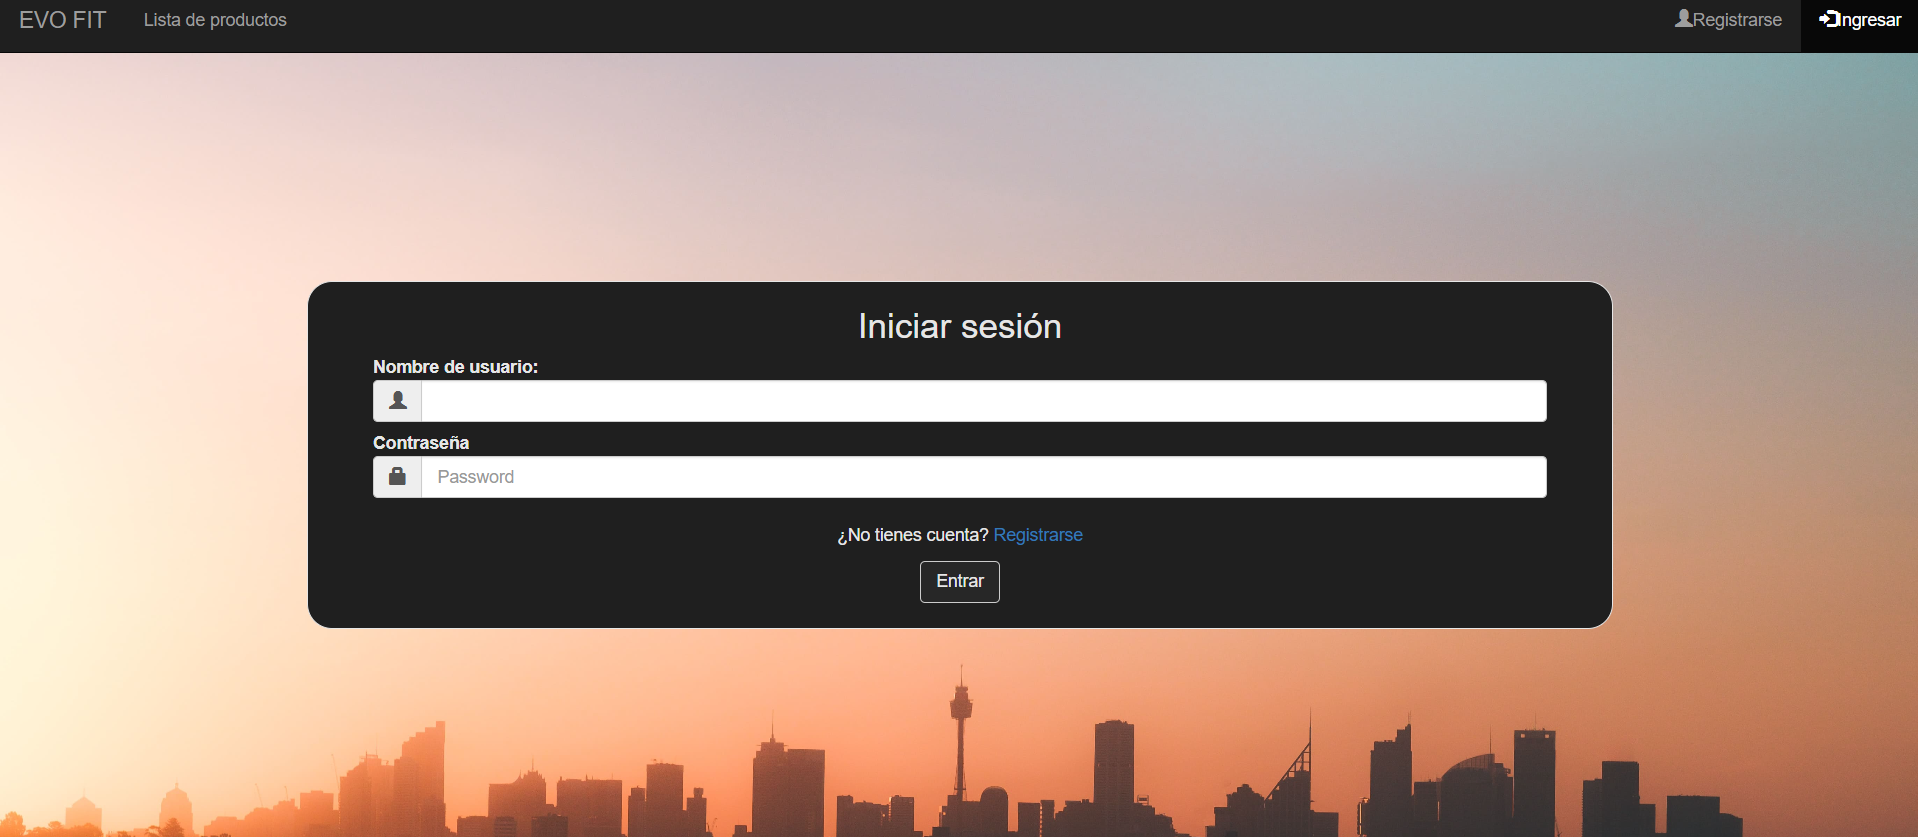 EVO FIT Lista de productos Registrarse Ingresar
Iniciar sesión
Nombre de usuario:
Contraseña
Password
¿No tienes cuenta? Registrarse
Entrar